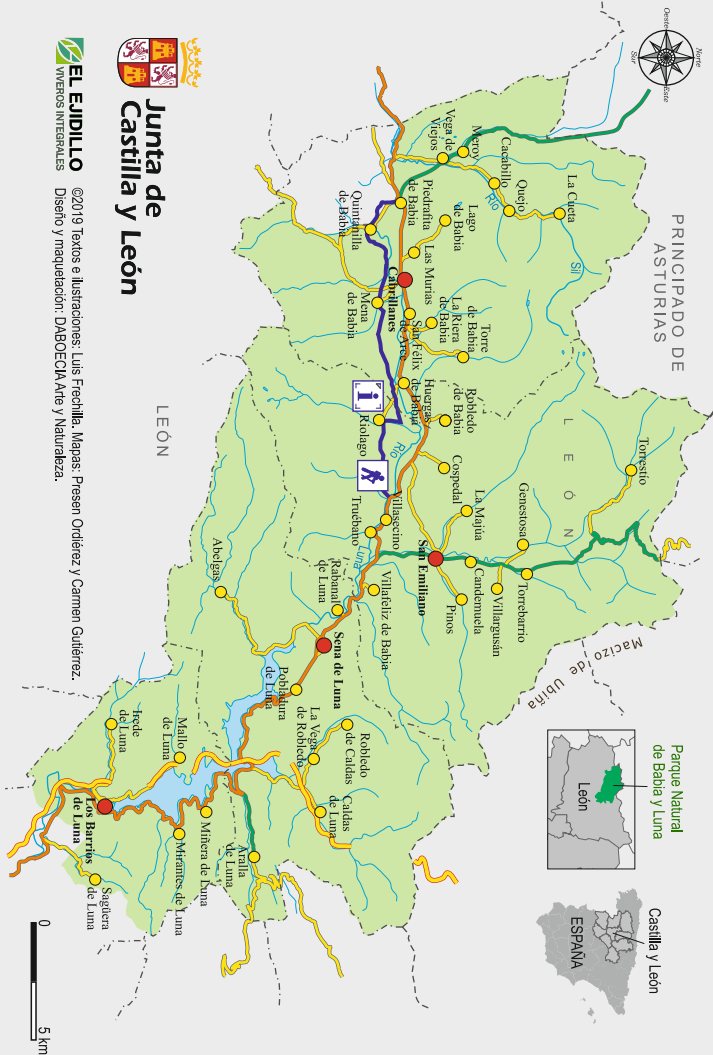 Norte
Oeste
Este
Sur
PRINCIPADO DE
ASTURIAS
La Cueta
Sil
Quejo
Río
Cacabillo
Meroy
Vega de
Viejos
Lago
de Babia
Piedrafita
de Babia
Quintanilla
de Babia
Las Murias
Cabrillanes
Mena
de Babia
Torre
de Babia
La Riera
de Babia
San Félix
de Arce
Huergas
de Babia
Robledo
de Babia
i
Riolago
Río
Cospedal
LEÓN
Torrestío
Genestosa
La Majúa
Torrebarrio
Villargusán
Candemuela
Pinos
San Emiliano
Villasecino
Truébano
Luna
Villafeliz de Babia
Rabanal
de Luna
Sena de Luna
Abelgas
Pobladura
de Luna
Macizo de Ubiña
La Vega
de Robledo
Robledo
de Caldas
Caldas
de Luna
Aralla
de Luna
Mallo
de Luna
Irede
de Luna
Miñera de Luna
Mirantes de Luna
Los Barrios
de Luna
Sagüera
de Luna
LEÓN
Parque Natural
de Babia y Luna
León
Castilla y León
ESPAÑA
0 5 km
Junta de
Castilla y León
EL EJIDILLO
VIVEROS INTEGRALES
©2019 Textos e ilustraciones: Luis Frechilla. Mapas: Presen Ordiérez y Carmen Gutiérrez.
Diseño y maquetación: DABOECIA Arte y Naturaleza.